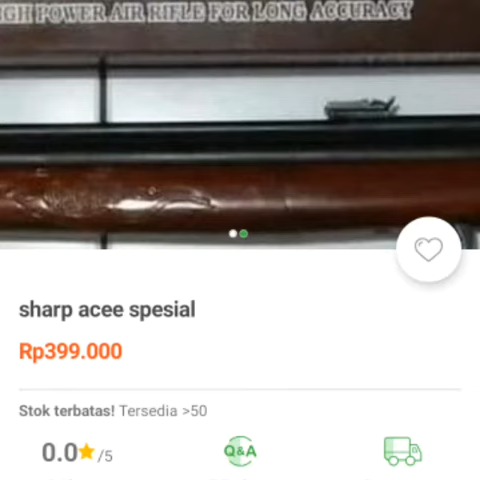 HIGH POWER AIR RIFLE FOR LONG ACCURACY
sharp acee spesial
Rp399.000
Stok terbatas! Tersedia >50
0.0 /5
Q&A